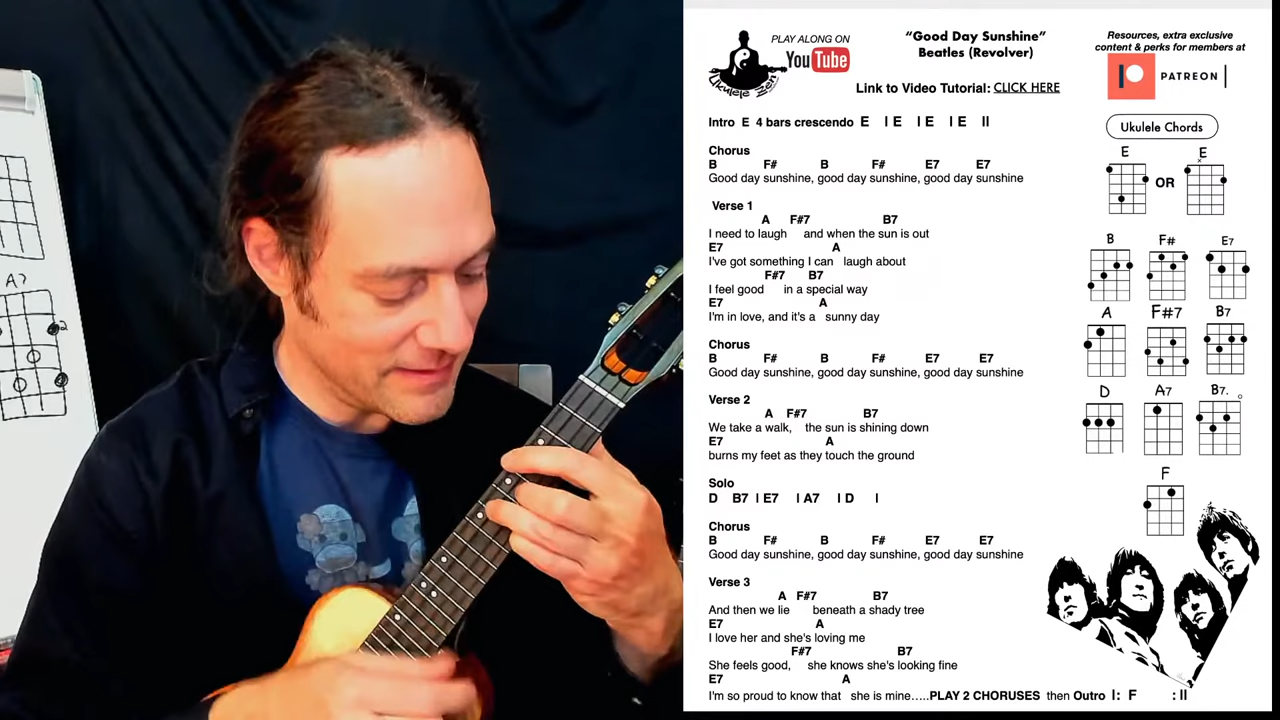 A7
PLAY ALONG ON
YouTube
Ukulele Zen
"Good Day Sunshine"
Beatles (Revolver)
Link to Video Tutorial: CLICK HERE
Resources, extra exclusive
content & perks for members at
PATREON
Intro E 4 bars crescendo E I E I E I E II
Chorus
B F# B F# E7 E7
Good day sunshine, good day sunshine, good day sunshine
Verse 1
A F#7 B7
I need to laugh and when the sun is out
E7 A
I've got something I can laugh about
F#7 B7
I feel good in a special way
E7 A
I'm in love, and it's a sunny day
Chorus
B F# B F# E7 E7
Good day sunshine, good day sunshine, good day sunshine
Verse 2
A F#7 B7
We take a walk, the sun is shining down
E7 A
burns my feet as they touch the ground
Solo
D B7 I E7 I A7 I D I
Chorus
B F# B F# E7 E7
Good day sunshine, good day sunshine, good day sunshine
Verse 3
A F#7 B7
And then we lie beneath a shady tree
E7 A
I love her and she's loving me
F#7 B7
She feels good, she knows she's looking fine
E7 A
I'm so proud to know that she is mine.....PLAY 2 CHORUSES then Outro I: F :II
Ukulele Chords
E OR E
x
B F# E7
A F#7 B7
D A7 B7.
F